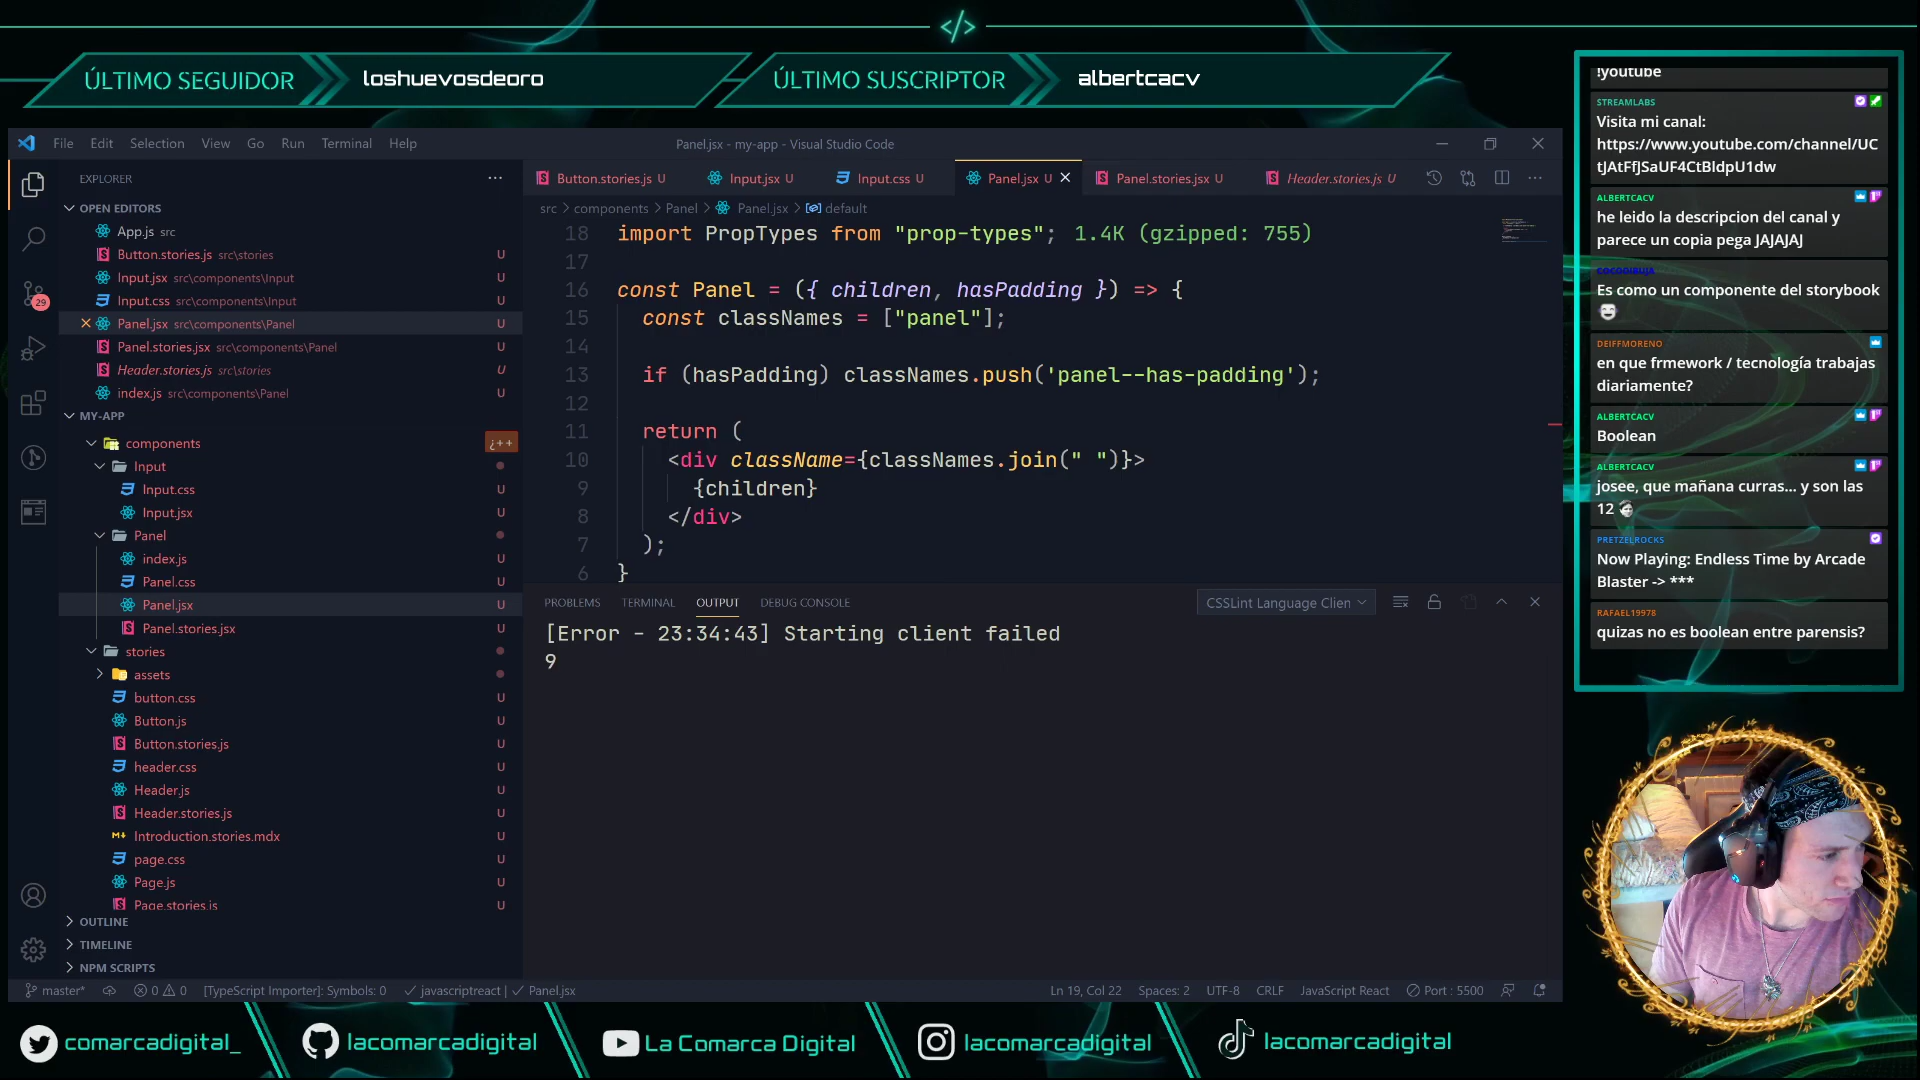 </>
ÚLTIMO SEGUIDOR
loshuevosdeoro
ÚLTIMO SUSCRIPTOR
albertcacv
File Edit Selection View Go Run Terminal Help
Panel.jsx - my-app - Visual Studio Code
EXPLORER
OPEN EDITORS
App.js src
Button.stories.js src\stories U
Input.jsx src\components\Input U
Input.css src\components\Input U
Panel.jsx src\components\Panel U
Panel.stories.jsx src\components\Panel U
Header.stories.js src\stories U
index.js src\components\Panel U
MY-APP
components ¿++
Input
Input.css U
Input.jsx U
Panel
index.js U
Panel.css U
Panel.jsx U
Panel.stories.jsx U
stories
assets
button.css U
Button.js U
Button.stories.js U
header.css U
Header.js U
Header.stories.js U
Introduction.stories.mdx U
page.css U
Page.js U
Page.stories.js U
OUTLINE
TIMELINE
NPM SCRIPTS
29
Button.stories.js U
Input.jsx U
Input.css U
Panel.jsx U
Panel.stories.jsx U
Header.stories.js U
src > components > Panel > Panel.jsx > default
18 import PropTypes from "prop-types"; 1.4K (gzipped: 755)
17
16 const Panel = ({ children, hasPadding }) => {
15 const classNames = ["panel"];
14
13 if (hasPadding) classNames.push('panel--has-padding');
12
11 return (
10 <div className={classNames.join(" ")}>
9 {children}
8 </div>
7 );
6 }
PROBLEMS TERMINAL OUTPUT DEBUG CONSOLE
CSSLint Language Clien
[Error - 23:34:43] Starting client failed
9
master* 0 0 [TypeScript Importer]: Symbols: 0 javascriptreact | Panel.jsx
Ln 19, Col 22 Spaces: 2 UTF-8 CRLF JavaScript React Port : 5500
!youtube
STREAMLABS
Visita mi canal:
https://www.youtube.com/channel/UC
tjAtFfJSaUF4CtBldpU1dw
ALBERTCACV
he leido la descripcion del canal y
parece un copia pega JAJAJAJ
COCODIBUJA
Es como un componente del storybook
DEIFFMORENO
en que frmework / tecnología trabajas
diariamente?
ALBERTCACV
Boolean
ALBERTCACV
josee, que mañana curras... y son las
12
PRETZELROCKS
Now Playing: Endless Time by Arcade
Blaster -> ***
RAFAEL19978
quizas no es boolean entre parensis?
comarcadigital_
lacomarcadigital
La Comarca Digital
lacomarcadigital
lacomarcadigital